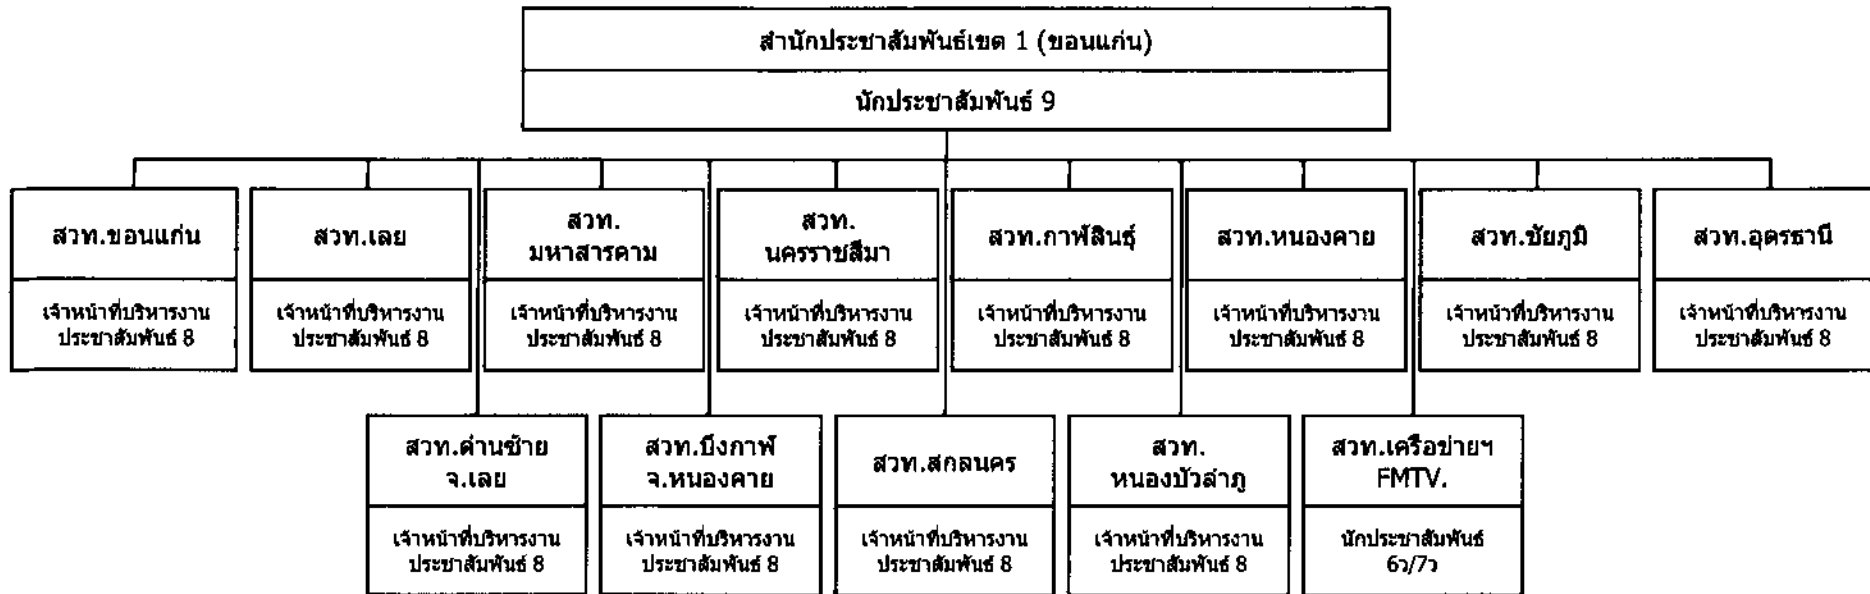 สำนักประชาสัมพันธ์เขต 1 (ขอนแก่น)
นักประชาสัมพันธ์ 9
สวท.ขอนแก่น
เจ้าหน้าที่บริหารงาน
ประชาสัมพันธ์ 8
สวท.เลย
เจ้าหน้าที่บริหารงาน
ประชาสัมพันธ์ 8
สวท.
มหาสารคาม
เจ้าหน้าที่บริหารงาน
ประชาสัมพันธ์ 8
สวท.
นครราชสีมา
เจ้าหน้าที่บริหารงาน
ประชาสัมพันธ์ 8
สวท.กาฬสินธุ์
เจ้าหน้าที่บริหารงาน
ประชาสัมพันธ์ 8
สวท.หนองคาย
เจ้าหน้าที่บริหารงาน
ประชาสัมพันธ์ 8
สวท.ชัยภูมิ
เจ้าหน้าที่บริหารงาน
ประชาสัมพันธ์ 8
สวท.อุดรธานี
เจ้าหน้าที่บริหารงาน
ประชาสัมพันธ์ 8
สวท.ด่านซ้าย
จ.เลย
เจ้าหน้าที่บริหารงาน
ประชาสัมพันธ์ 8
สวท.บึงกาฬ
จ.หนองคาย
เจ้าหน้าที่บริหารงาน
ประชาสัมพันธ์ 8
สวท.สกลนคร
เจ้าหน้าที่บริหารงาน
ประชาสัมพันธ์ 8
สวท.
หนองบัวลำภู
เจ้าหน้าที่บริหารงาน
ประชาสัมพันธ์ 8
สวท.เครือข่ายฯ
FMTV.
นักประชาสัมพันธ์
6ว/7ว